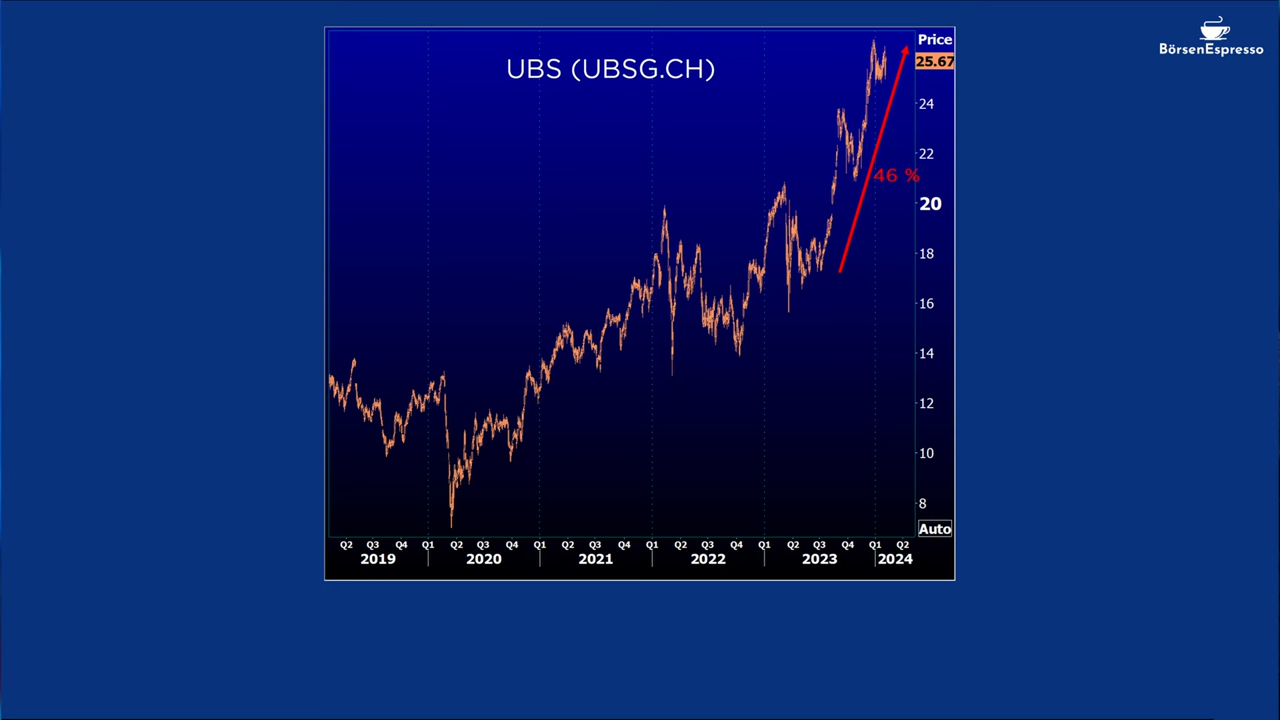 BörsenEspresso
UBS (UBSG.CH)
Price
25.67
24
22
46 %
20
18
16
14
12
10
8
Auto
Q2 Q3 Q4 Q1 Q2 Q3 Q4 Q1 Q2 Q3 Q4 Q1 Q2 Q3 Q4 Q1 Q2 Q3 Q4 Q1 Q2
2019 2020 2021 2022 2023 2024